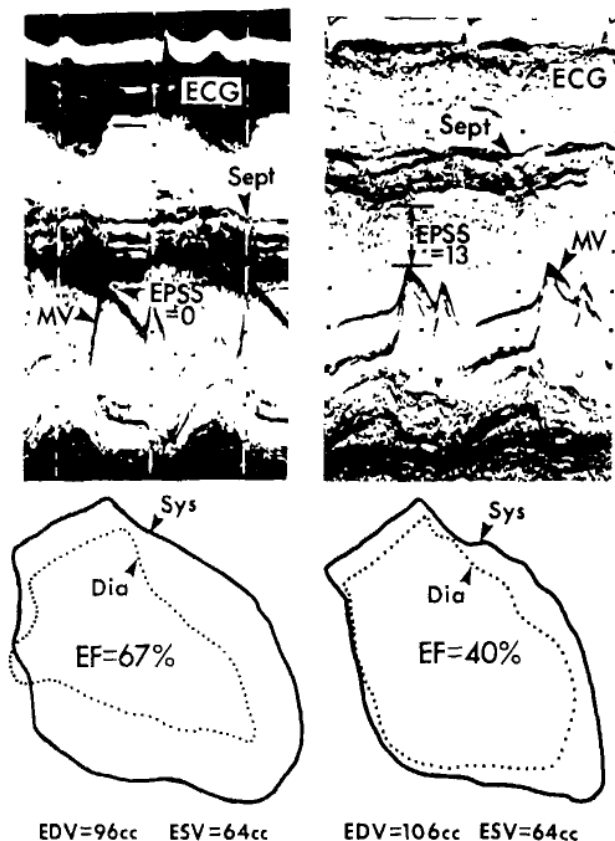 ECG
Sept
MV
EPSS
=0
ECG
Sept
EPSS
=13
MV
Sys
Dia
EF=67%
EDV=96cc ESV=64cc
Sys
Dia
EF=40%
EDV=106cc ESV=64cc